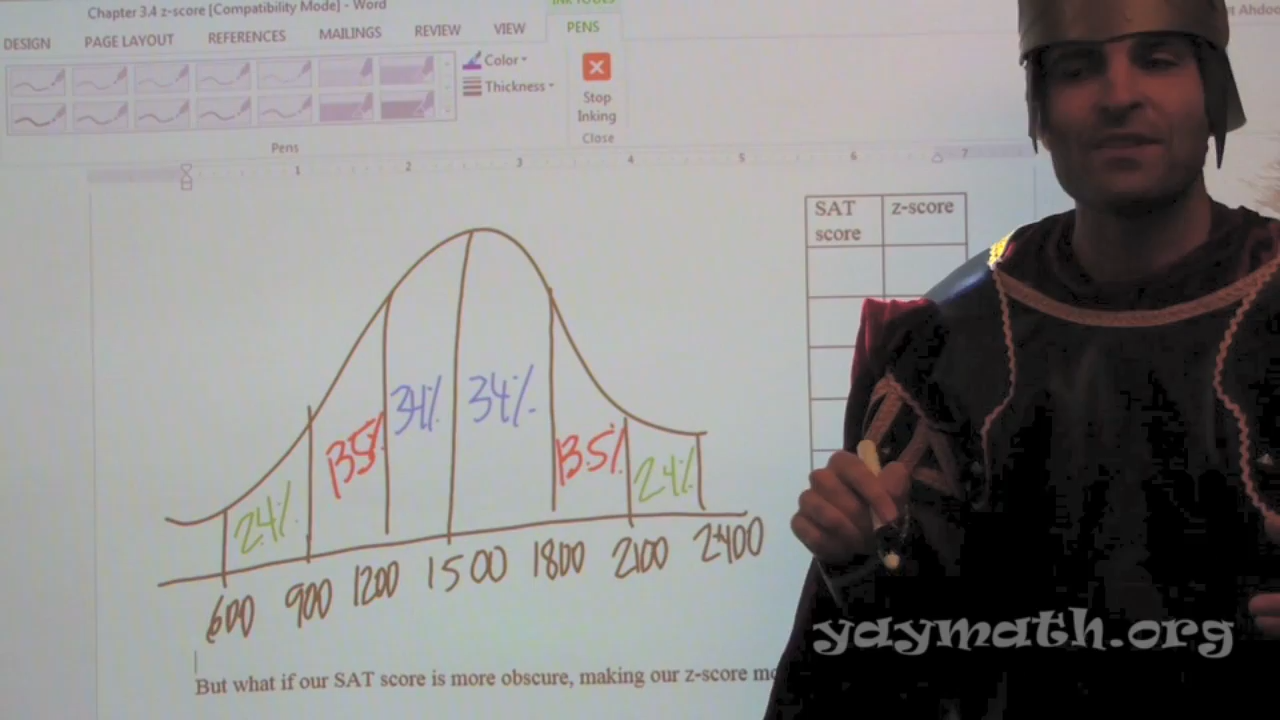 Chapter 3.4 z-score [Compatibility Mode] - Word
INK TOOLS
DESIGN PAGE LAYOUT REFERENCES MAILINGS REVIEW VIEW PENS
Color
Thickness
Stop
Inking
Pens
Close
1 2 3 4 5 6 7
SAT
score
z-score
34% 34%
13.5% 13.5%
2.4% 2.4%
600 900 1200 1500 1800 2100 2400
But what if our SAT score is more obscure, making our z-score
yaymath.org